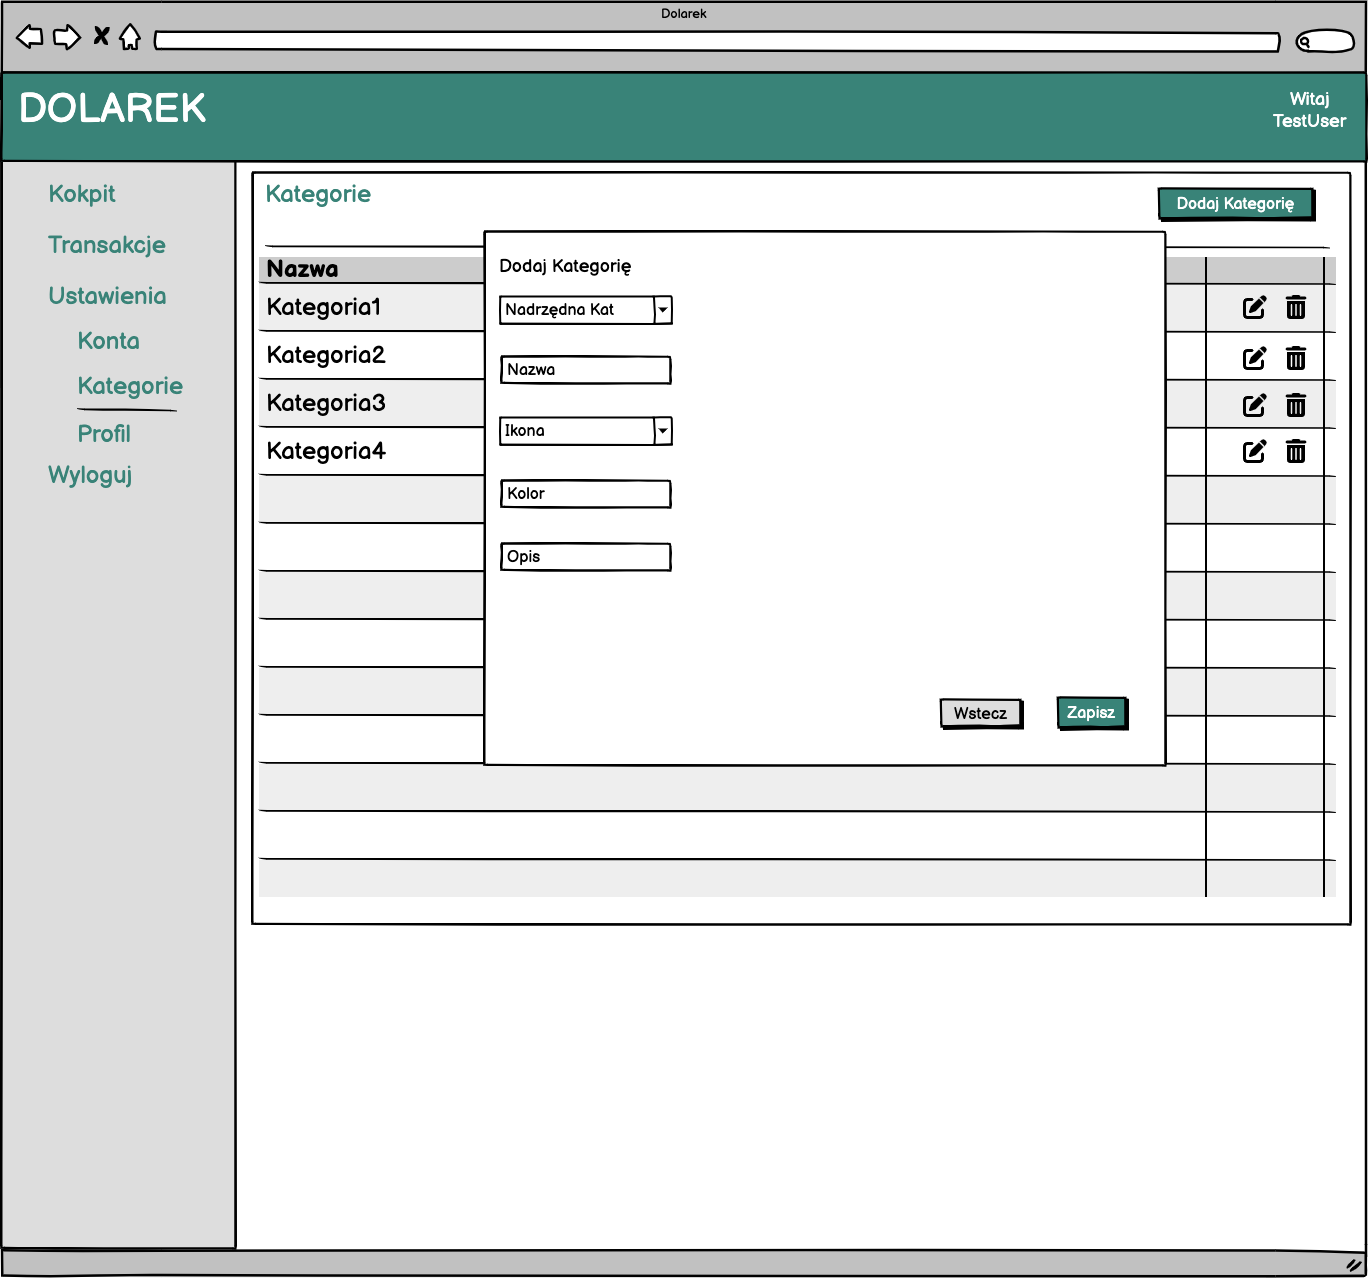 Dolarek
DOLAREK
Witaj
TestUser
Kokpit
Transakcje
Ustawienia
Konta
Kategorie
Profil
Wyloguj
Kategorie
Dodaj Kategorię
Nazwa
Kategoria1
Kategoria2
Kategoria3
Kategoria4
Dodaj Kategorię
Nadrzędna Kat
Nazwa
Ikona
Kolor
Opis
Wstecz
Zapisz